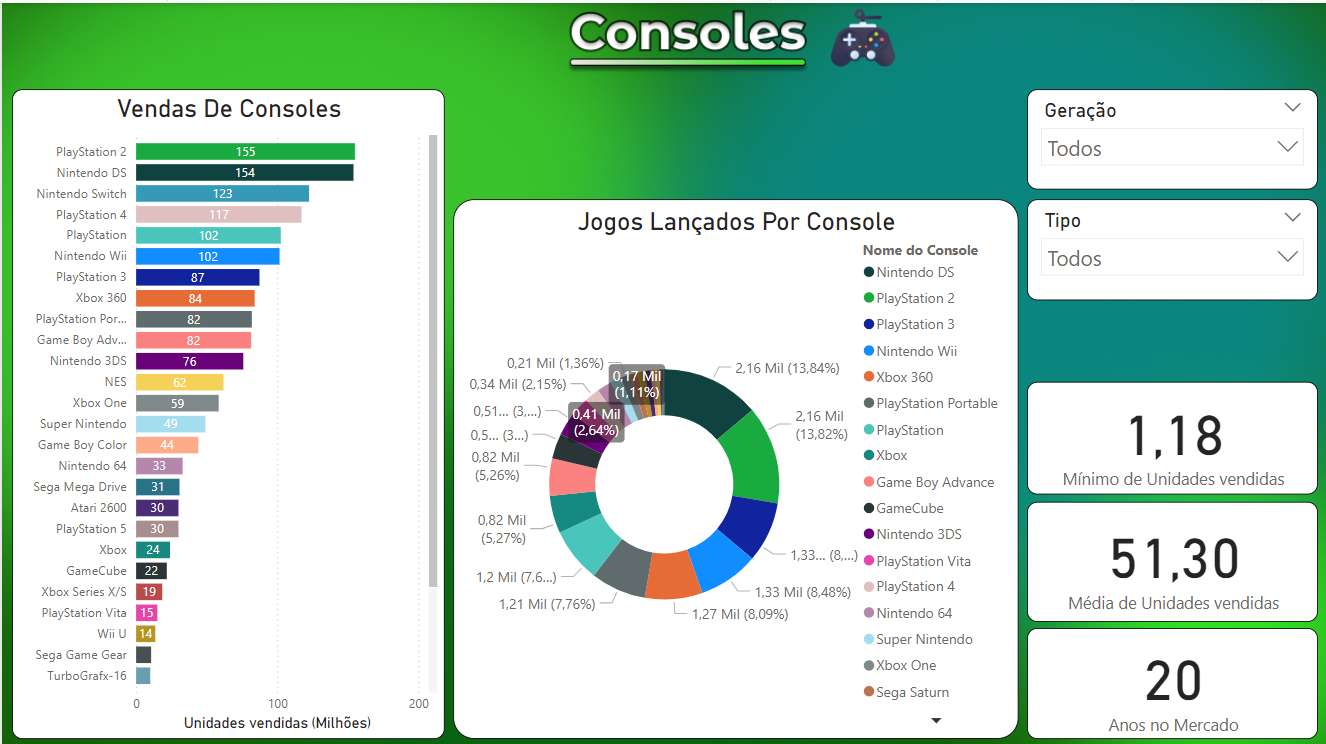 Consoles
Vendas De Consoles
PlayStation 2
155
Nintendo DS
154
Nintendo Switch
123
PlayStation 4
117
PlayStation
102
Nintendo Wii
102
PlayStation 3
87
Xbox 360
84
PlayStation Por...
82
Game Boy Adv...
82
Nintendo 3DS
76
NES
62
Xbox One
59
Super Nintendo
49
Game Boy Color
44
Nintendo 64
33
Sega Mega Drive
31
Atari 2600
30
PlayStation 5
30
Xbox
24
GameCube
22
Xbox Series X/S
19
PlayStation Vita
15
Wii U
14
Sega Game Gear
TurboGrafx-16
0
100
200
Unidades vendidas (Milhões)
Jogos Lançados Por Console
0,21 Mil (1,36%)
0,34 Mil (2,15%)
0,51... (3,...)
0,5... (3...)
0,82 Mil
(5,26%)
0,82 Mil
(5,27%)
1,2 Mil (7,6...)
1,21 Mil (7,76%)
0,17 Mil
(1,11%)
0,41 Mil
(2,64%)
2,16 Mil (13,84%)
2,16 Mil
(13,82%)
1,33... (8,...)
1,33 Mil (8,48%)
1,27 Mil (8,09%)
Nome do Console
Nintendo DS
PlayStation 2
PlayStation 3
Nintendo Wii
Xbox 360
PlayStation Portable
PlayStation
Xbox
Game Boy Advance
GameCube
Nintendo 3DS
PlayStation Vita
PlayStation 4
Nintendo 64
Super Nintendo
Xbox One
Sega Saturn
Geração
Todos
Tipo
Todos
1,18
Mínimo de Unidades vendidas
51,30
Média de Unidades vendidas
20
Anos no Mercado